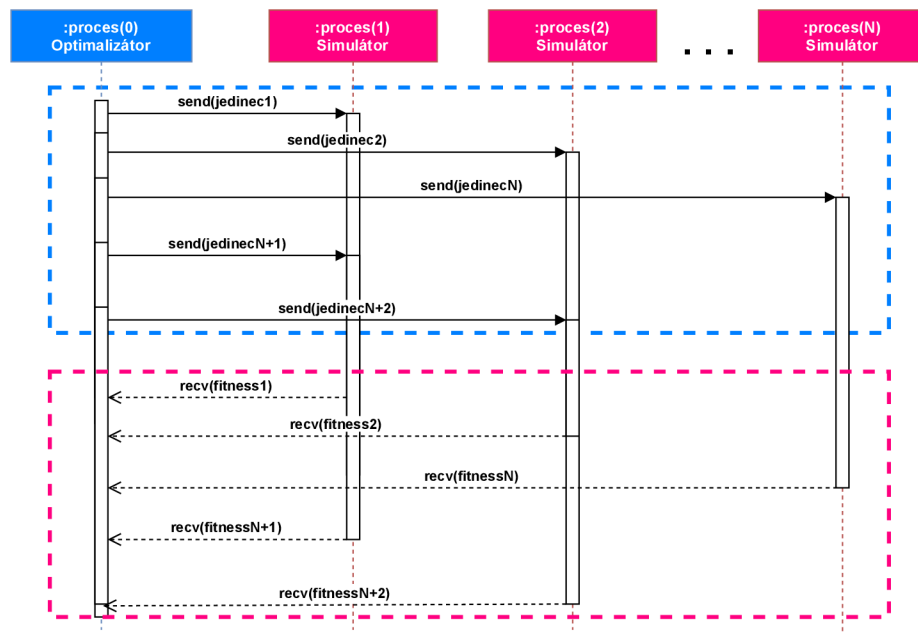 :proces(0)
Optimalizátor
:proces(1)
Simulátor
:proces(2)
Simulátor
. . .
:proces(N)
Simulátor
send(jedinec1)
send(jedinec2)
send(jedinecN)
send(jedinecN+1)
send(jedinecN+2)
recv(fitness1)
recv(fitness2)
recv(fitnessN)
recv(fitnessN+1)
recv(fitnessN+2)